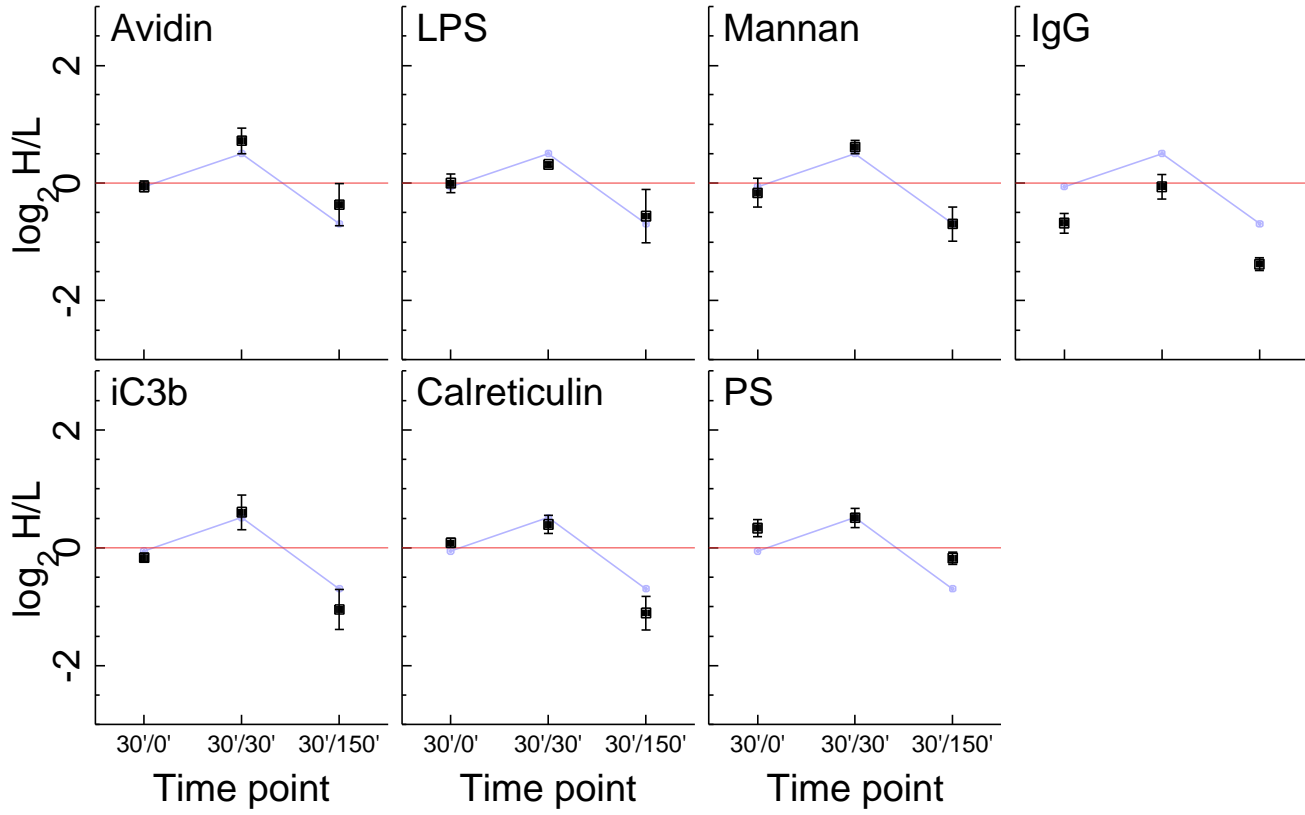 Avidin
LPS
Mannan
IgG
2
0
-2
log2 H/L
iC3b
Calreticulin
PS
2
0
-2
log2 H/L
30'/0' 30'/30' 30'/150'
30'/0' 30'/30' 30'/150'
30'/0' 30'/30' 30'/150'
Time point
Time point
Time point